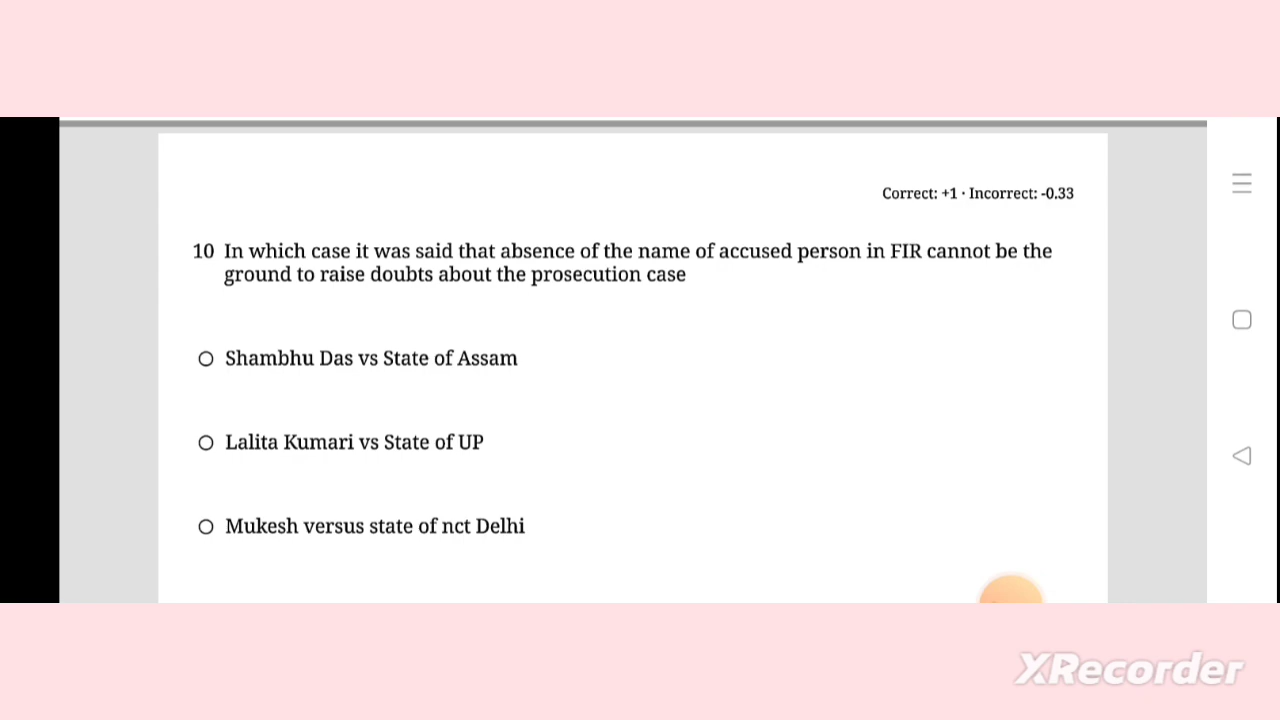 Correct: +1 · Incorrect: -0.33
10 In which case it was said that absence of the name of accused person in FIR cannot be the
ground to raise doubts about the prosecution case
Shambhu Das vs State of Assam
Lalita Kumari vs State of UP
Mukesh versus state of nct Delhi
XRecorder